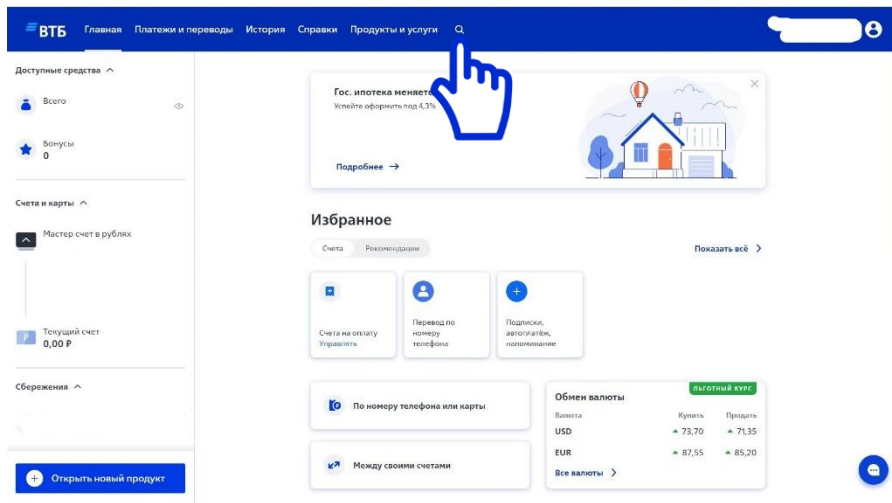 ВТБ Главная Платежи и переводы История Справки Продукты и услуги
Доступные средства
Всего
Бонусы
0
Счета и карты
Мастер счет в рублях
Текущий счет
0,00 ₽
Сбережения
Открыть новый продукт
Гос. ипотека
Успейте оформить под 4,3%
Подробнее →
Избранное
Счета Рекомендации
Показать всё
Счета на оплату
Управлять
Перевод по
номеру
телефона
Подписки,
автоплатёж,
напоминание
По номеру телефона или карты
Между своими счетами
ЛЬГОТНЫЙ КУРС
Обмен валюты
Валюта Купить Продать
USD 73,70 71,35
EUR 87,55 85,20
Все валюты